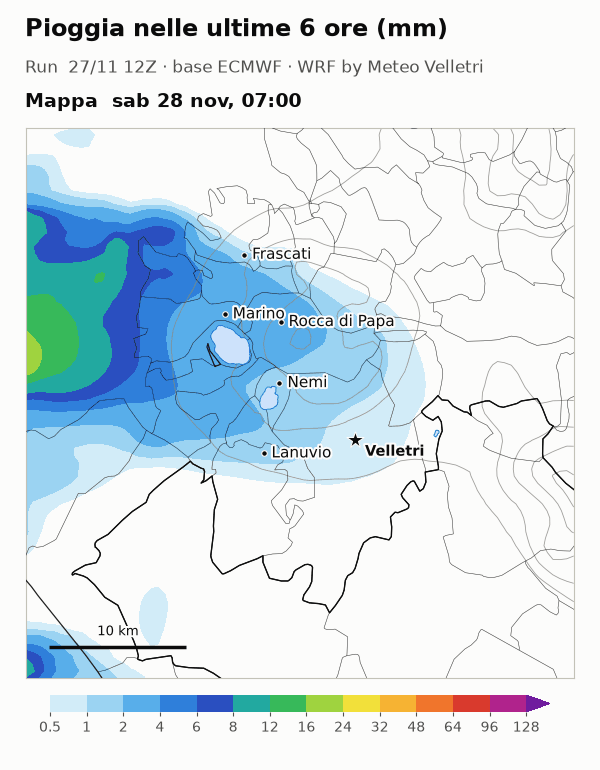 Pioggia nelle ultime 6 ore (mm)
Run  27/11 12Z · base ECMWF · WRF by Meteo Velletri
Mappa  sab 28 nov, 07:00
Frascati
Marino
Rocca di Papa
Nemi
Velletri
Lanuvio
10 km
0.5 1 2 4 6 8 12 16 24 32 48 64 96 128